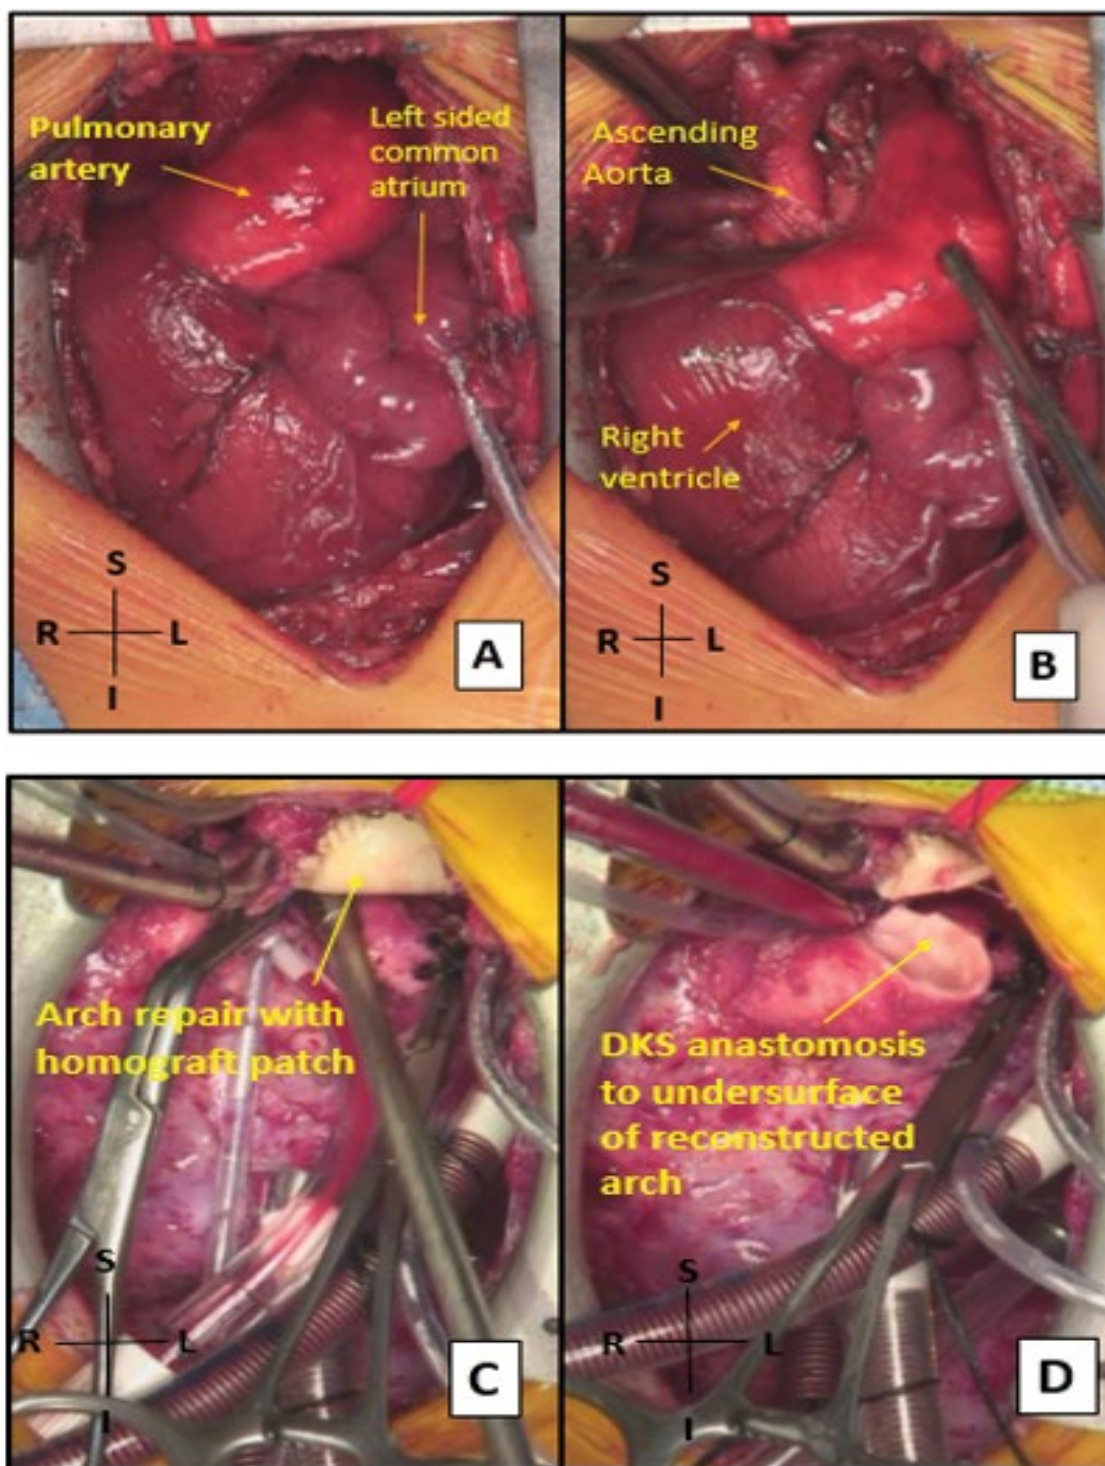 Pulmonary
artery
Left sided
common
atrium
S
R
L
I
A
Ascending
Aorta
Right
ventricle
S
R
L
I
B
Arch repair with
homograft patch
S
R
L
I
C
DKS anastomosis
to undersurface
of reconstructed
arch
S
R
L
I
D